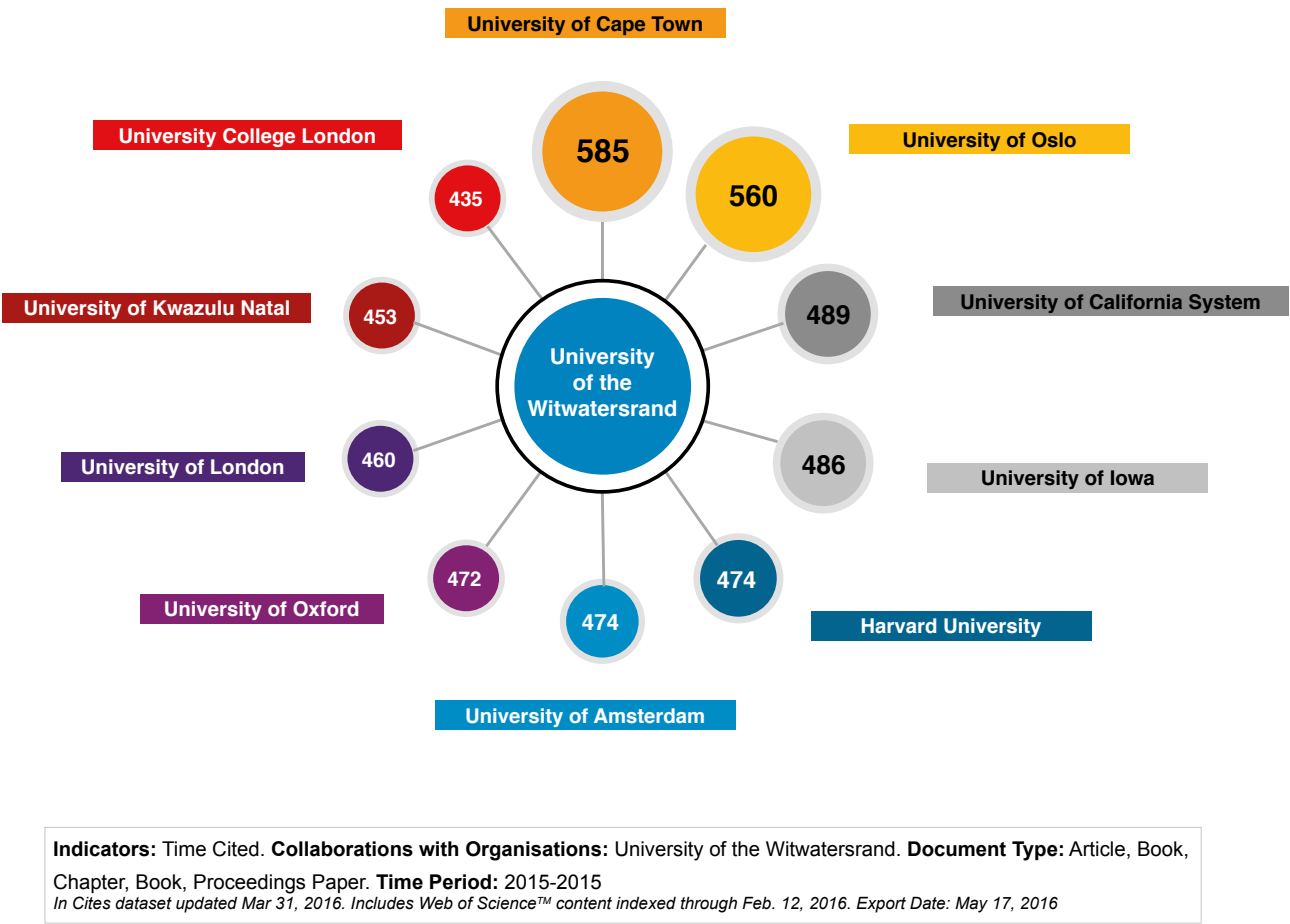 University of Cape Town
University College London
University of Oslo
585
560
435
University of Kwazulu Natal
453
489
University of California System
University
of the
Witwatersrand
University of London
460
486
University of Iowa
472
474
474
University of Oxford
Harvard University
University of Amsterdam
Indicators: Time Cited. Collaborations with Organisations: University of the Witwatersrand. Document Type: Article, Book,
Chapter, Book, Proceedings Paper. Time Period: 2015-2015
In Cites dataset updated Mar 31, 2016. Includes Web of Science™ content indexed through Feb. 12, 2016. Export Date: May 17, 2016